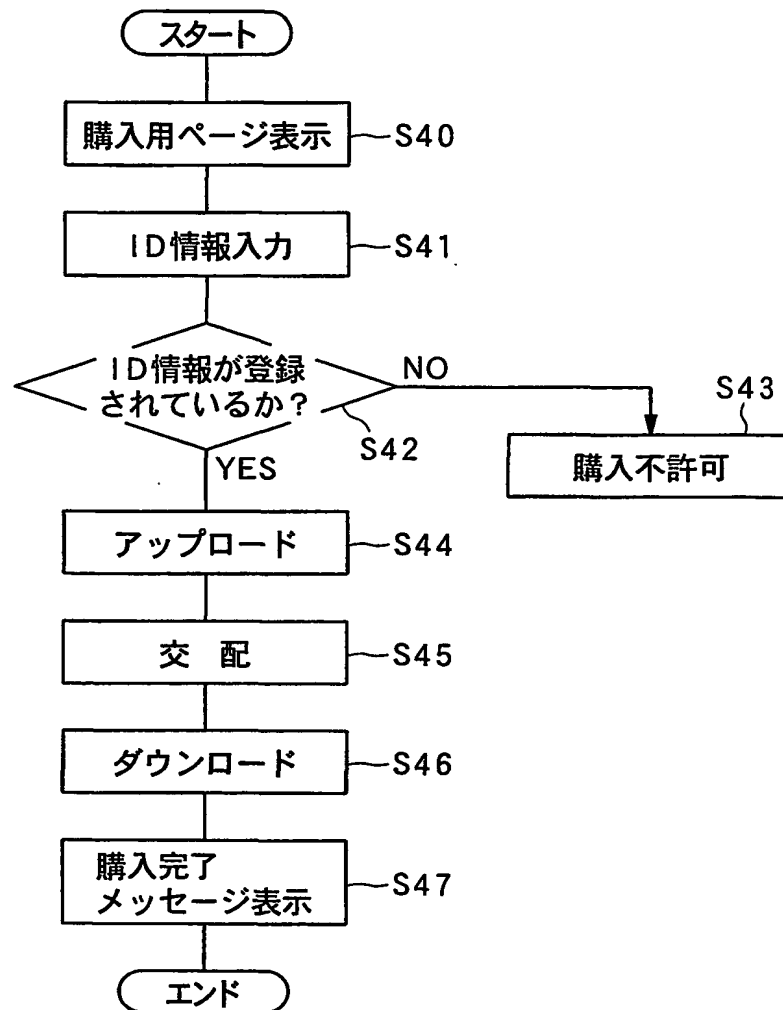 スタート
購入用ページ表示
S40
ID情報入力
S41
ID情報が登録
されているか？
NO
S42
YES
S43
購入不許可
アップロード
S44
交　配
S45
ダウンロード
S46
購入完了
メッセージ表示
S47
エンド